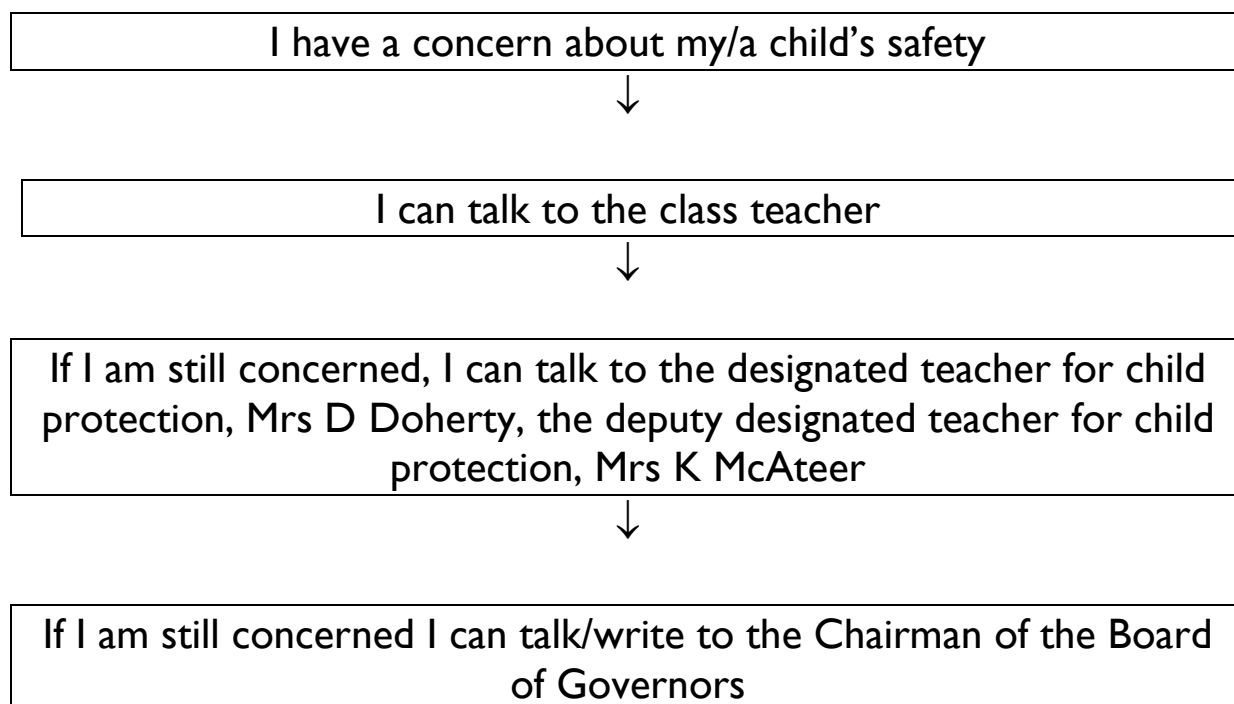 I have a concern about my/a child’s safety
↓
I can talk to the class teacher
↓
If I am still concerned, I can talk to the designated teacher for child
protection, Mrs D Doherty, the deputy designated teacher for child
protection, Mrs K McAteer
↓
If I am still concerned I can talk/write to the Chairman of the Board
of Governors